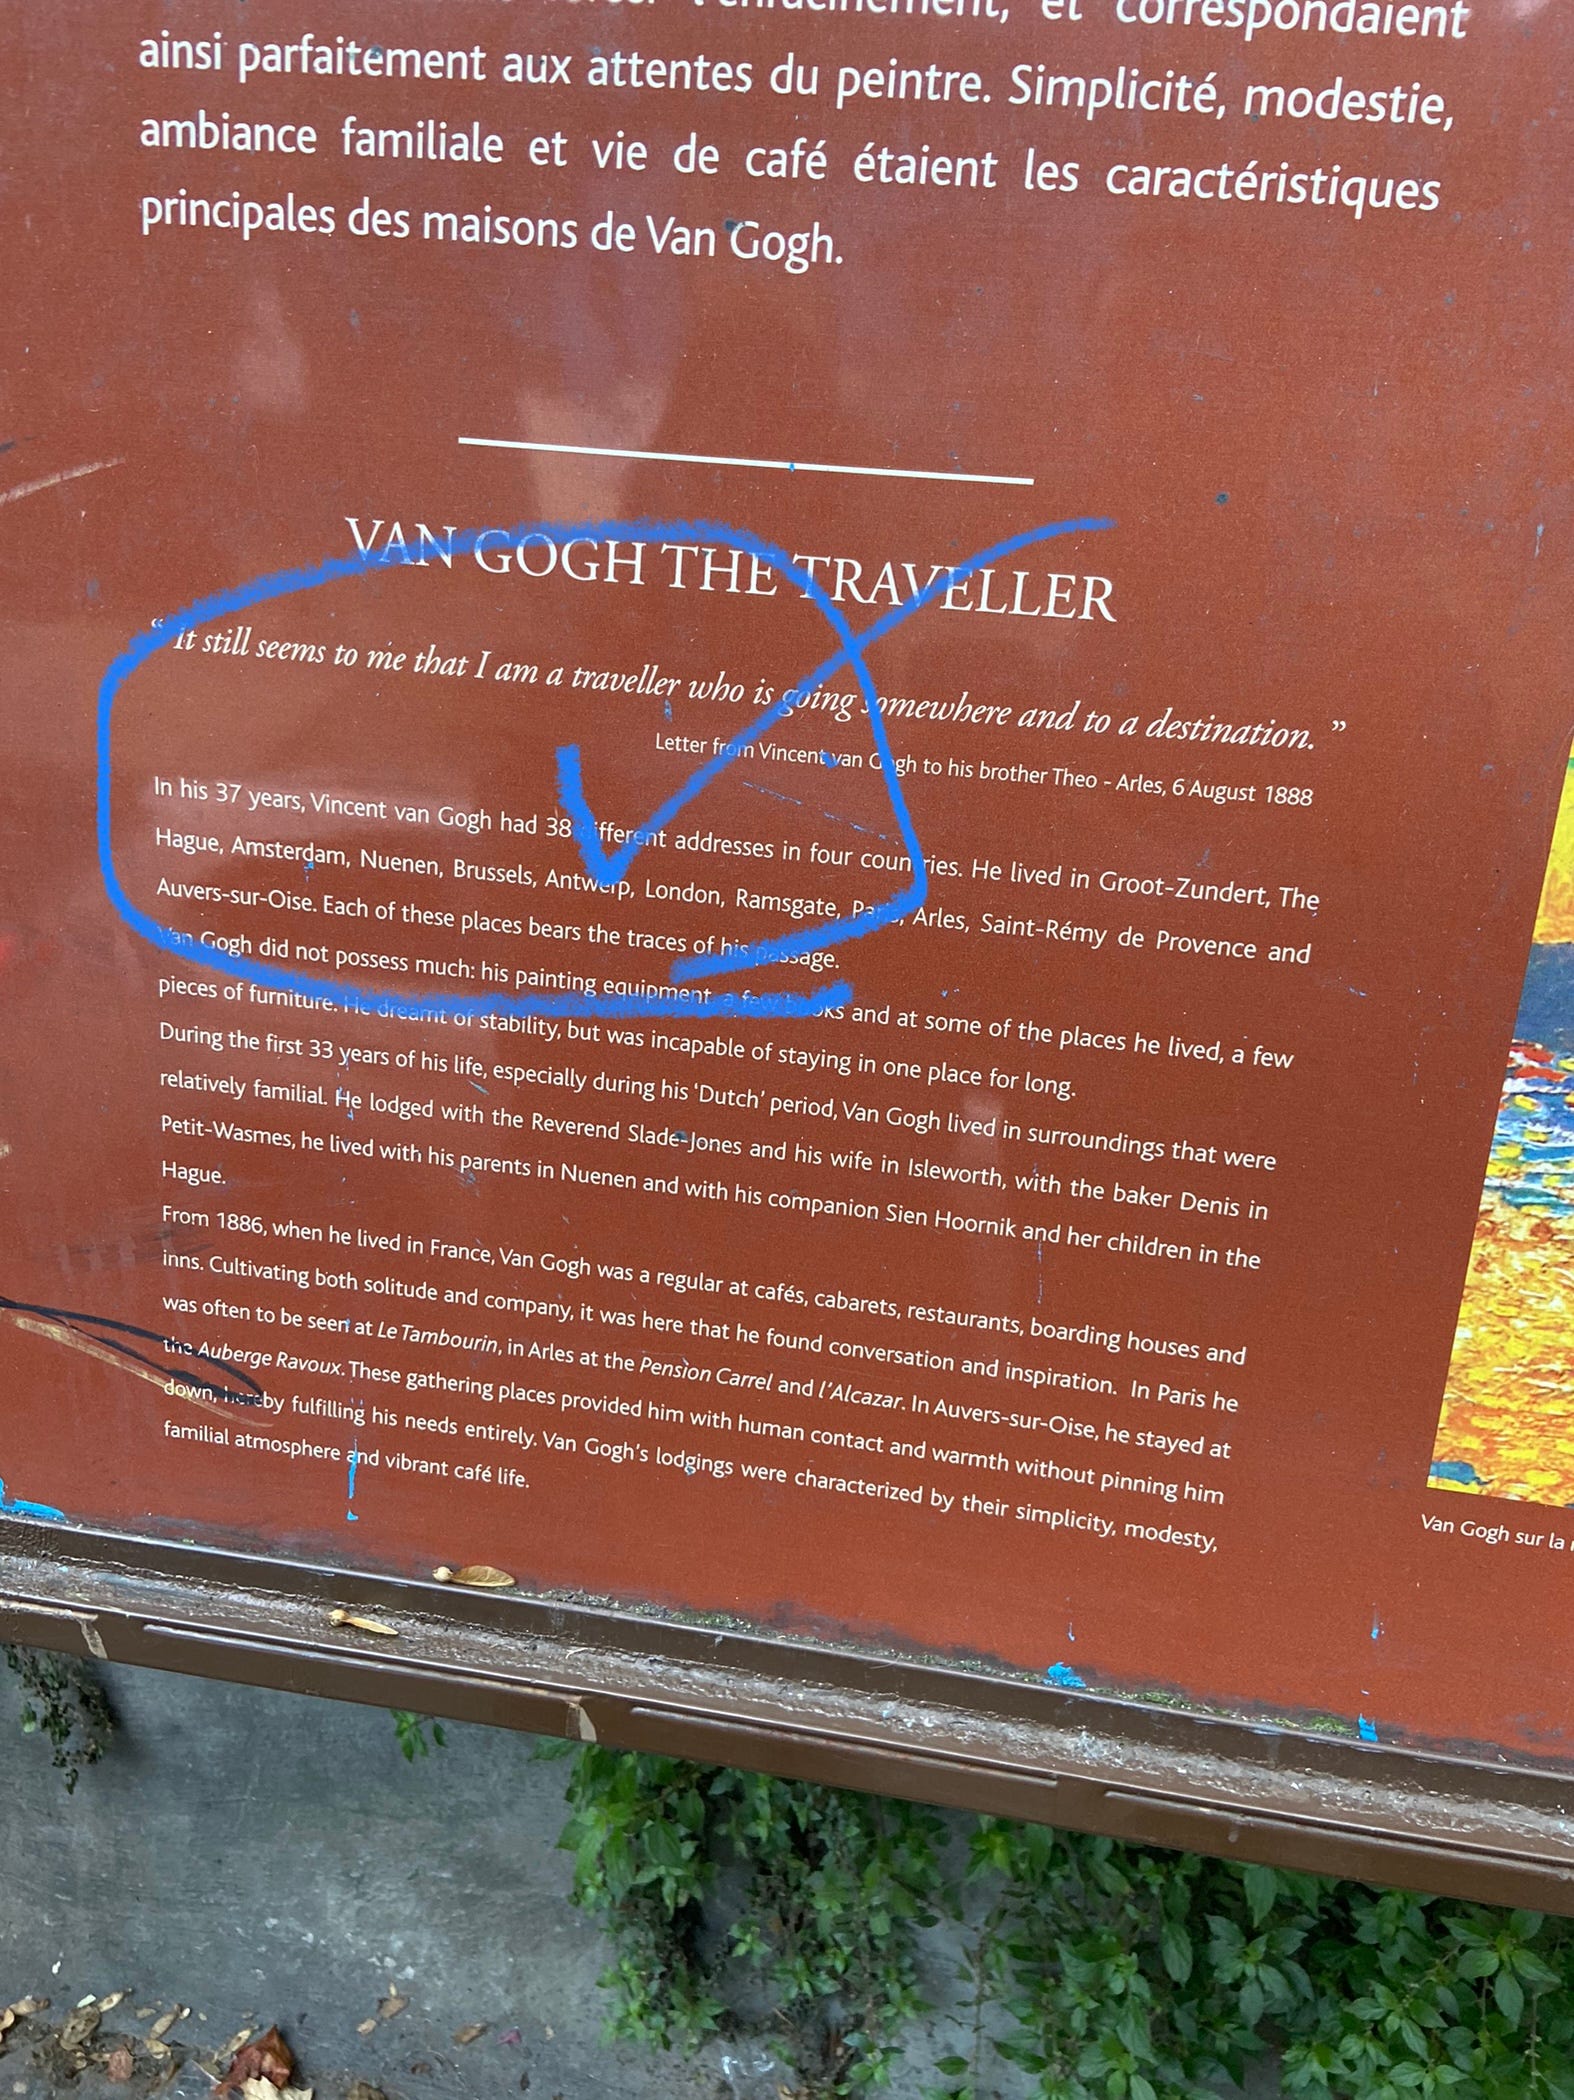 et correspondaient
ainsi parfaitement aux attentes du peintre. Simplicité, modestie,
ambiance familiale et vie de café étaient les caractéristiques
principales des maisons de Van Gogh.
VAN GOGH THE TRAVELLER
“ It still seems to me that I am a traveller who is going somewhere and to a destination. ”
Letter from Vincent van Gogh to his brother Theo - Arles, 6 August 1888
In his 37 years, Vincent van Gogh had 38 different addresses in four countries. He lived in Groot-Zundert, The
Hague, Amsterdam, Nuenen, Brussels, Antwerp, London, Ramsgate, Paris, Arles, Saint-Rémy de Provence and
Auvers-sur-Oise. Each of these places bears the traces of his passage.
Van Gogh did not possess much: his painting equipment, a few books and at some of the places he lived, a few
pieces of furniture. He dreamt of stability, but was incapable of staying in one place for long.
During the first 33 years of his life, especially during his ‘Dutch’ period, Van Gogh lived in surroundings that were
relatively familial. He lodged with the Reverend Slade-Jones and his wife in Isleworth, with the baker Denis in
Petit-Wasmes, he lived with his parents in Nuenen and with his companion Sien Hoornik and her children in the
Hague.
From 1886, when he lived in France, Van Gogh was a regular at cafés, cabarets, restaurants, boarding houses and
inns. Cultivating both solitude and company, it was here that he found conversation and inspiration. In Paris he
was often to be seen at Le Tambourin, in Arles at the Pension Carrel and l’Alcazar. In Auvers-sur-Oise, he stayed at
the Auberge Ravoux. These gathering places provided him with human contact and warmth without pinning him
down, hereby fulfilling his needs entirely. Van Gogh’s lodgings were characterized by their simplicity, modesty,
familial atmosphere and vibrant café life.
Van Gogh sur la